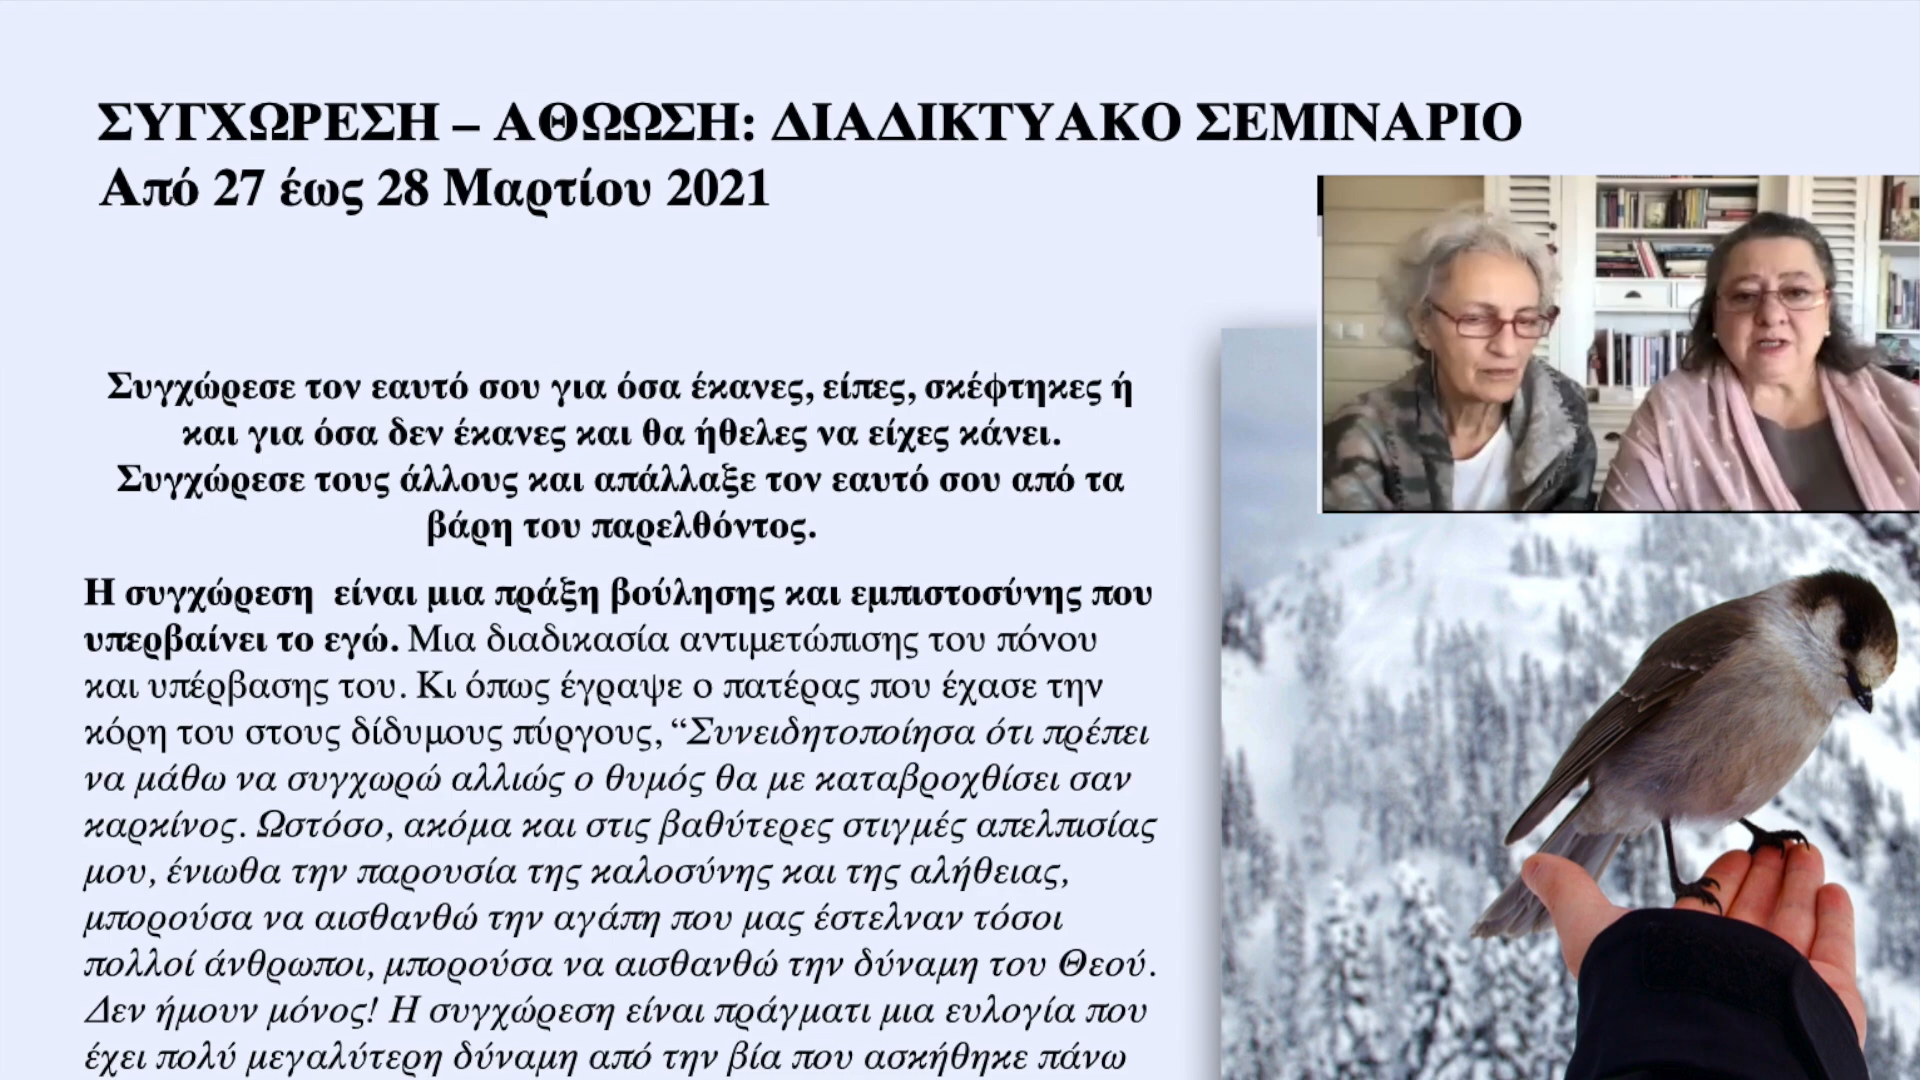 ΣΥΓΧΩΡΕΣΗ – ΑΘΩΩΣΗ: ΔΙΑΔΙΚΤΥΑΚΟ ΣΕΜΙΝΑΡΙΟ
Από 27 έως 28 Μαρτίου 2021
Συγχώρεσε τον εαυτό σου για όσα έκανες, είπες, σκέφτηκες ή
και για όσα δεν έκανες και θα ήθελες να είχες κάνει.
Συγχώρεσε τους άλλους και απάλλαξε τον εαυτό σου από τα
βάρη του παρελθόντος.
Η συγχώρεση είναι μια πράξη βούλησης και εμπιστοσύνης που
υπερβαίνει το εγώ. Μια διαδικασία αντιμετώπισης του πόνου
και υπέρβασης του. Κι όπως έγραψε ο πατέρας που έχασε την
κόρη του στους δίδυμους πύργους, “Συνειδητοποίησα ότι πρέπει
να μάθω να συγχωρώ αλλιώς ο θυμός θα με καταβροχθίσει σαν
καρκίνος. Ωστόσο, ακόμα και στις βαθύτερες στιγμές απελπισίας
μου, ένιωθα την παρουσία της καλοσύνης και της αλήθειας,
μπορούσα να αισθανθώ την αγάπη που μας έστελναν τόσοι
πολλοί άνθρωποι, μπορούσα να αισθανθώ την δύναμη του Θεού.
Δεν ήμουν μόνος! Η συγχώρεση είναι πράγματι μια ευλογία που
έχει πολύ μεγαλύτερη δύναμη από την βία που ασκήθηκε πάνω